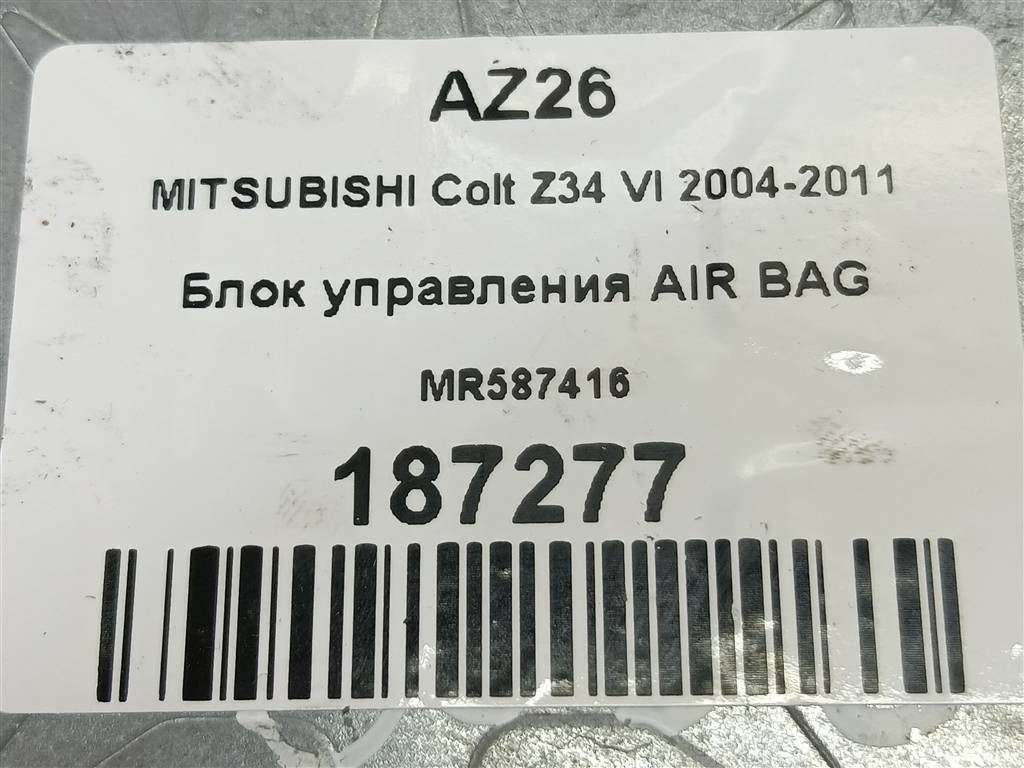 AZ26
MITSUBISHI Colt Z34 VI 2004-2011
Блок управления AIR BAG
MR587416
187277